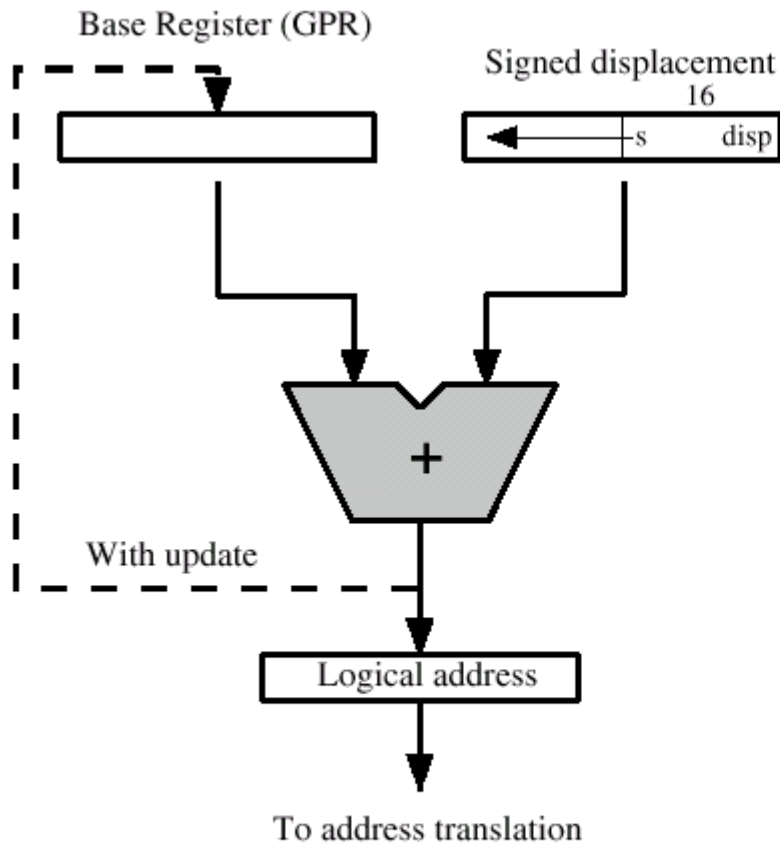 Base Register (GPR)
Signed displacement
16
s disp
+
With update
Logical address
To address translation